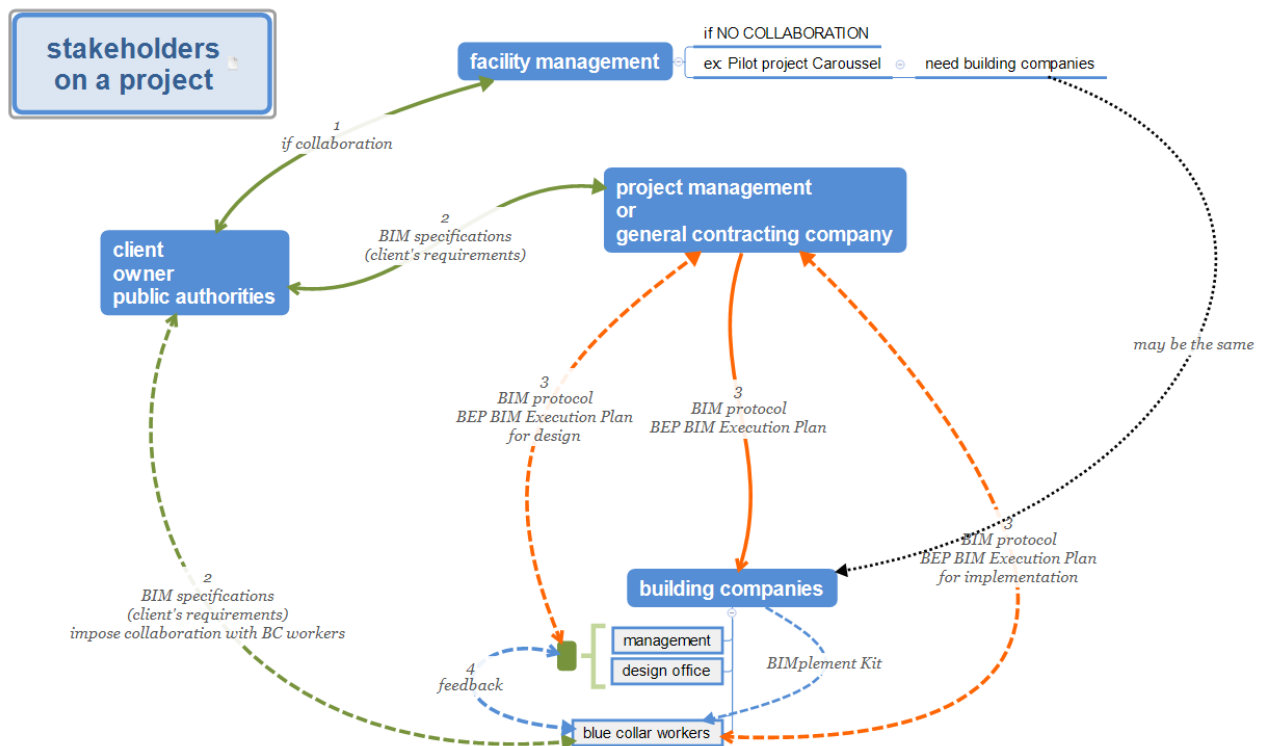 stakeholders
on a project
facility management
if NO COLLABORATION
ex: Pilot project Caroussel
need building companies
1
if collaboration
project management
or
general contracting company
2
BIM specifications
(client's requirements)
client
owner
public authorities
may be the same
3
BIM protocol
BEP BIM Execution Plan
for design
3
BIM protocol
BEP BIM Execution Plan
3
BIM protocol
BEP BIM Execution Plan
for implementation
2
BIM specifications
(client's requirements)
impose collaboration with BC workers
building companies
management
design office
BIMplement Kit
4
feedback
blue collar workers